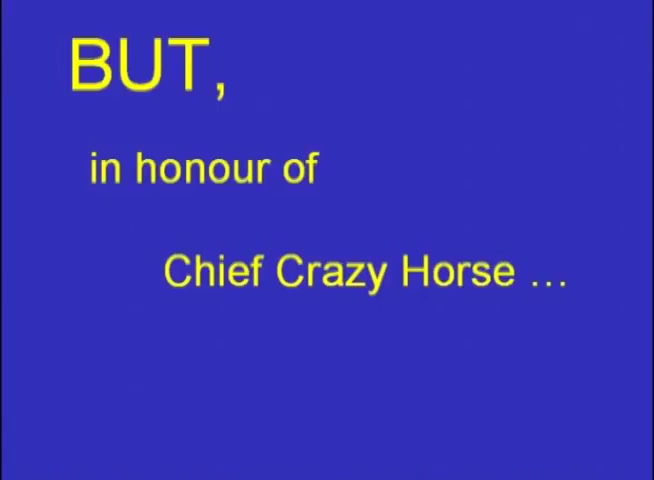 BUT,
in honour of
Chief Crazy Horse …